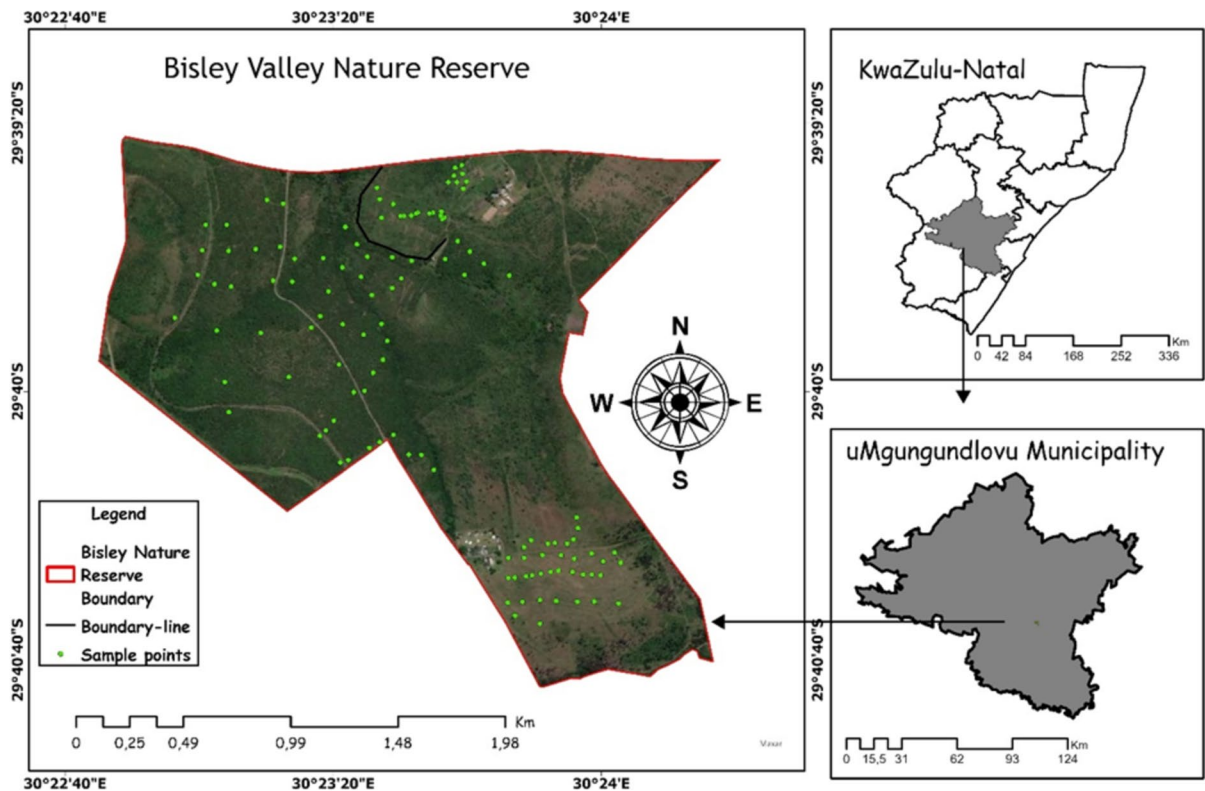 30°22'40"E 30°23'20"E 30°24'E
Bisley Valley Nature Reserve
29°39'20"S
29°40'S
29°40'40"S
N
W E
S
Legend
Bisley Nature
Reserve
Boundary
Boundary-line
Sample points
Km
0 0,25 0,49 0,99 1,48 1,98
Maxar
30°22'40"E 30°23'20"E 30°24'E
KwaZulu-Natal
29°39'20"S
29°40'S
29°40'40"S
Km
0 42 84 168 252 336
uMgungundlovu Municipality
Km
0 15,5 31 62 93 124